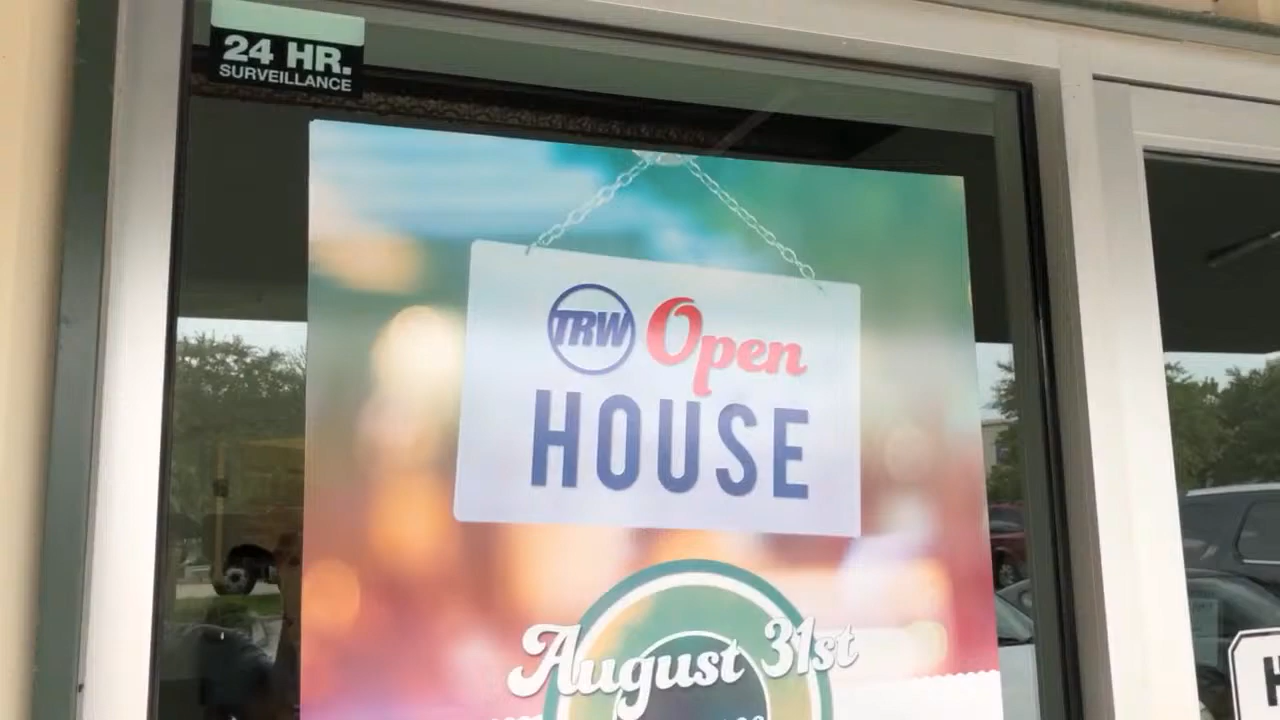 24 HR.
SURVEILLANCE
TRW Open
HOUSE
August 31st